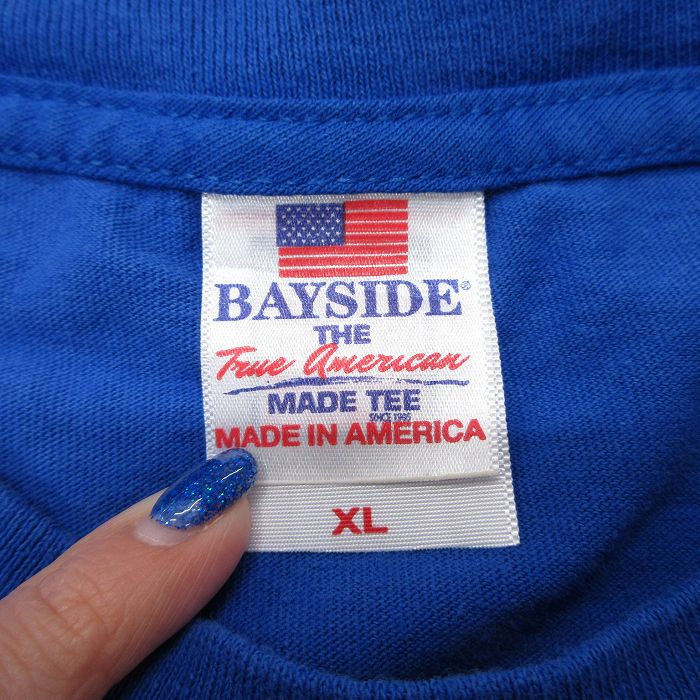 BAYSIDE®
THE
True American
MADE TEE
SINCE 1985
MADE IN AMERICA
XL